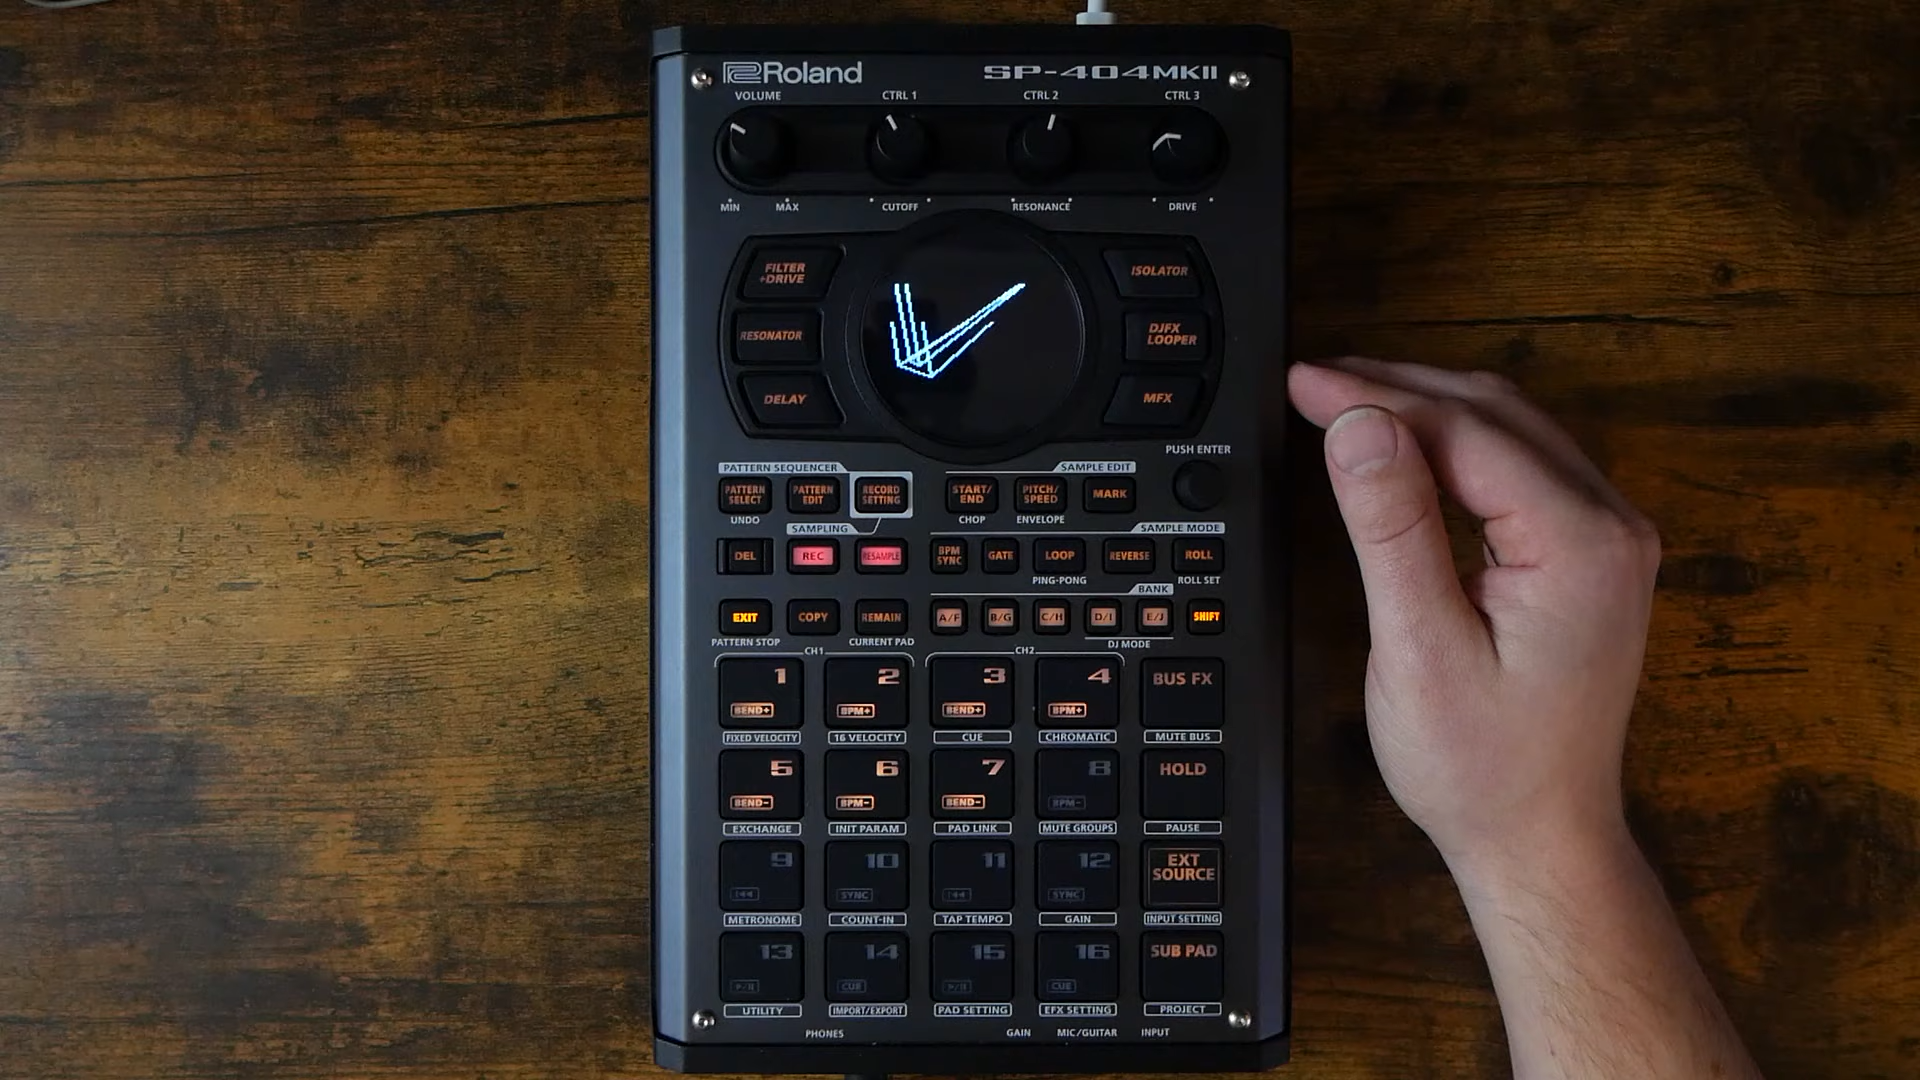 Roland SP-404MKII
VOLUME CTRL 1 CTRL 2 CTRL 3
MIN MAX CUTOFF RESONANCE DRIVE
FILTER
+DRIVE
ISOLATOR
RESONATOR
DJFX
LOOPER
DELAY
MFX
PUSH ENTER
PATTERN SEQUENCER SAMPLE EDIT
PATTERN
SELECT
PATTERN
EDIT
RECORD
SETTING
START/
END
PITCH/
SPEED
MARK
UNDO CHOP ENVELOPE
SAMPLING SAMPLE MODE
DEL REC RESAMPLE
BPM
SYNC
GATE LOOP REVERSE ROLL
PING-PONG ROLL SET
BANK
EXIT COPY REMAIN A/F B/G C/H D/I E/J SHIFT
PATTERN STOP CURRENT PAD DJ MODE
CH1 CH2
1 2 3 4 BUS FX
BEND+ BPM+ BEND+ BPM+
FIXED VELOCITY 16 VELOCITY CUE CHROMATIC MUTE BUS
5 6 7 8 HOLD
BEND- BPM- BEND- BPM-
EXCHANGE INIT PARAM PAD LINK MUTE GROUPS PAUSE
9 10 11 12
EXT
SOURCE
SYNC SYNC
METRONOME COUNT-IN TAP TEMPO GAIN INPUT SETTING
13 14 15 16 SUB PAD
CUE CUE
UTILITY IMPORT/EXPORT PAD SETTING EFX SETTING PROJECT
PHONES GAIN MIC/GUITAR INPUT